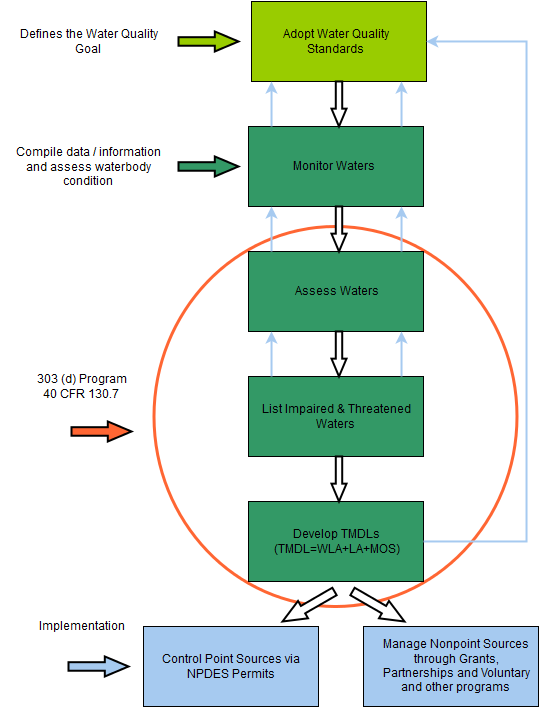 Defines the Water Quality
Goal
Adopt Water Quality
Standards
Compile data / information
and assess waterbody
condition
Monitor Waters
Assess Waters
303 (d) Program
40 CFR 130.7
List Impaired & Threatened
Waters
Develop TMDLs
(TMDL=WLA+LA+MOS)
Implementation
Control Point Sources via
NPDES Permits
Manage Nonpoint Sources
through Grants,
Partnerships and Voluntary
and other programs